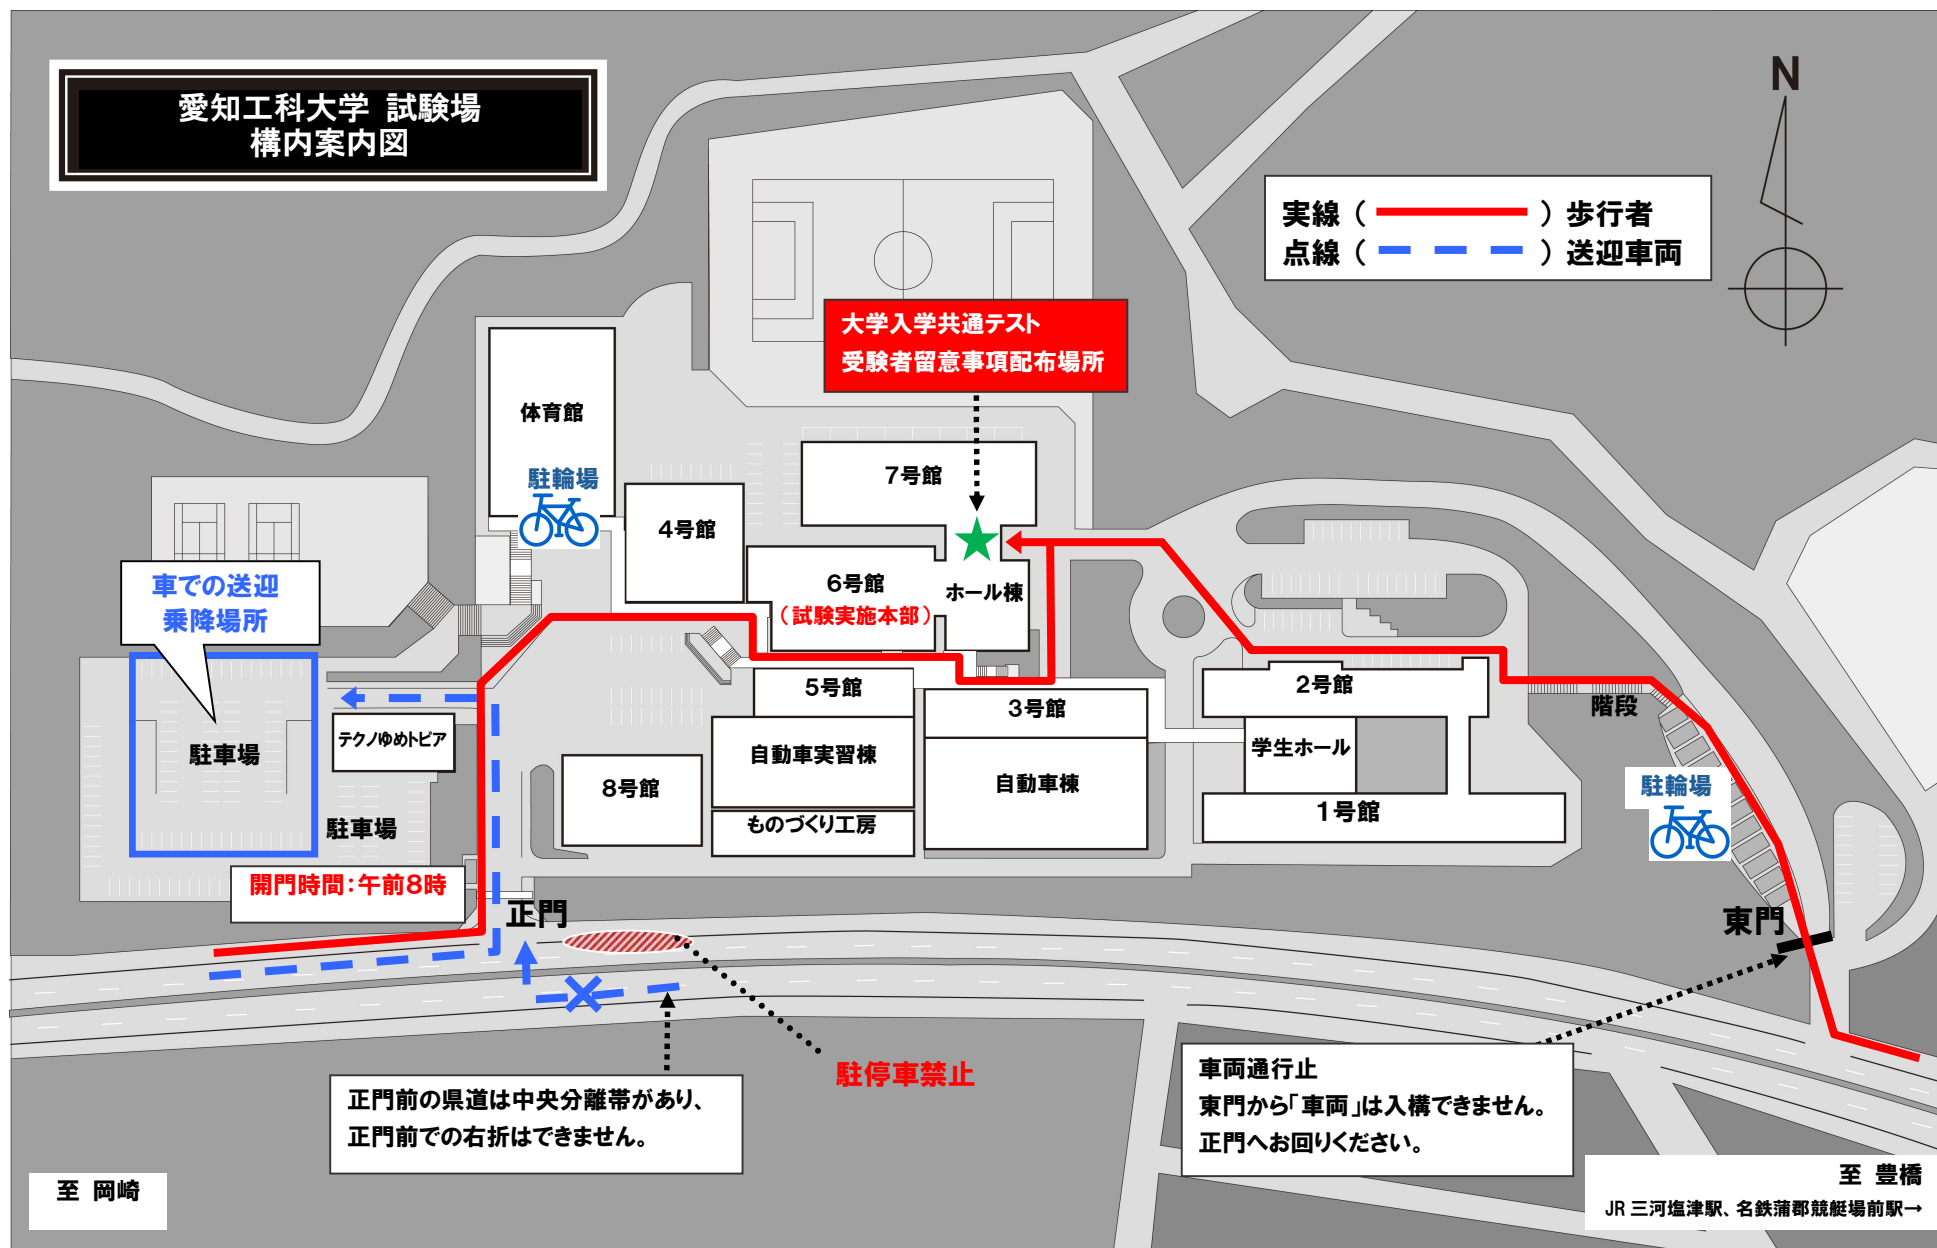 愛知工科大学 試験場
構内案内図
N
実線（ ）歩行者
点線（ ）送迎車両
大学入学共通テスト
受験者留意事項配布場所
体育館
駐輪場
7号館
4号館
6号館
（試験実施本部）
ホール棟
車での送迎
乗降場所
駐車場
テクノゆめトピア
駐車場
5号館
3号館
2号館
階段
自動車実習棟
学生ホール
8号館
自動車棟
ものづくり工房
1号館
駐輪場
開門時間：午前8時
正門
東門
駐停車禁止
正門前の県道は中央分離帯があり、
正門前での右折はできません。
車両通行止
東門から「車両」は入構できません。
正門へお回りください。
至 岡崎
至 豊橋
JR 三河塩津駅、名鉄蒲郡競艇場前駅→